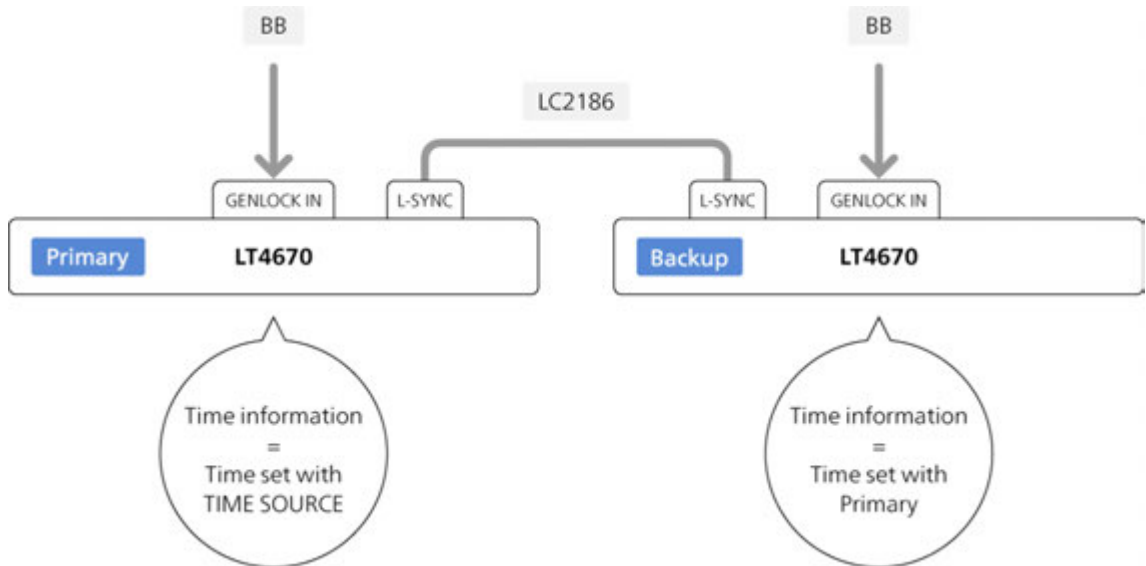 BB
BB
LC2186
GENLOCK IN
L-SYNC
L-SYNC
GENLOCK IN
Primary
LT4670
Backup
LT4670
Time information
=
Time set with
TIME SOURCE
Time information
=
Time set with
Primary